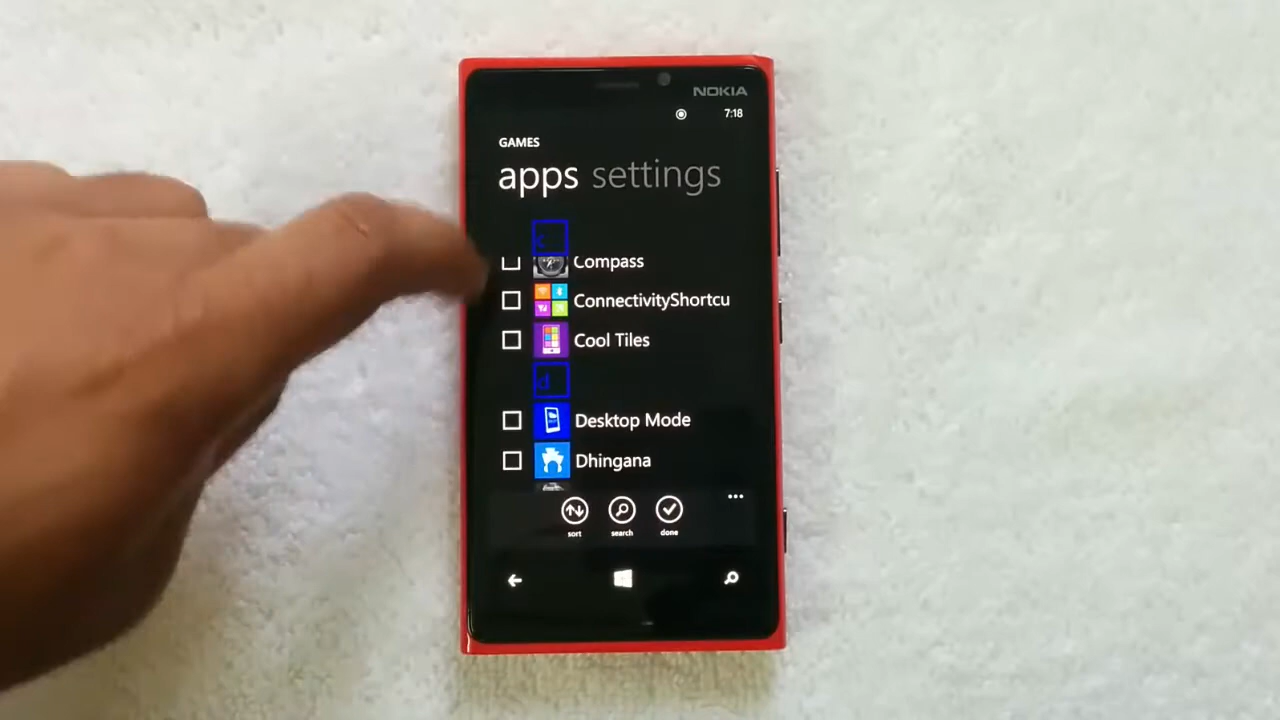 NOKIA
7:18
GAMES
apps settings
c
Compass
ConnectivityShortcu
Cool Tiles
d
Desktop Mode
Dhingana
sort search done